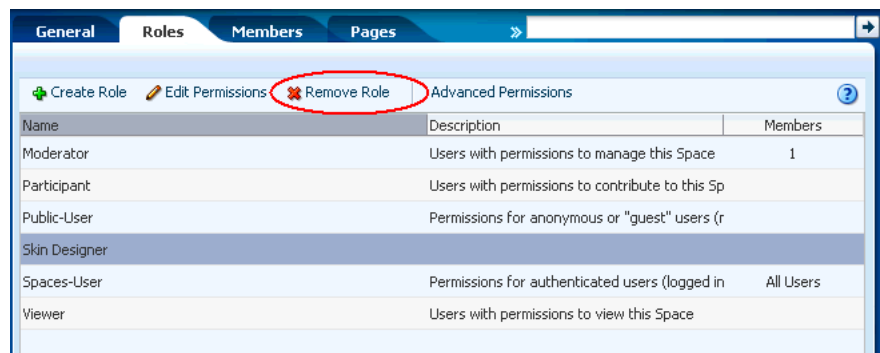 General Roles Members Pages »
Create Role Edit Permissions Remove Role Advanced Permissions ?
Name Description Members
Moderator Users with permissions to manage this Space 1
Participant Users with permissions to contribute to this Sp
Public-User Permissions for anonymous or "guest" users (r
Skin Designer
Spaces-User Permissions for authenticated users (logged in All Users
Viewer Users with permissions to view this Space